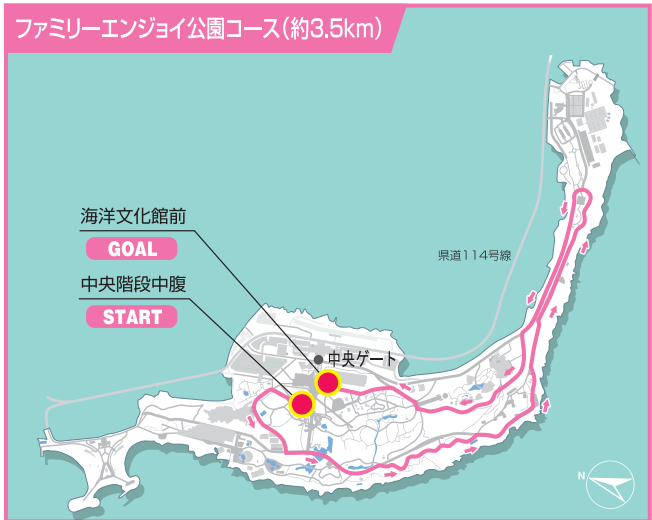 ファミリーエンジョイ公園コース(約3.5km)
海洋文化館前
GOAL
中央階段中腹
START
県道114号線
中央ゲート
N